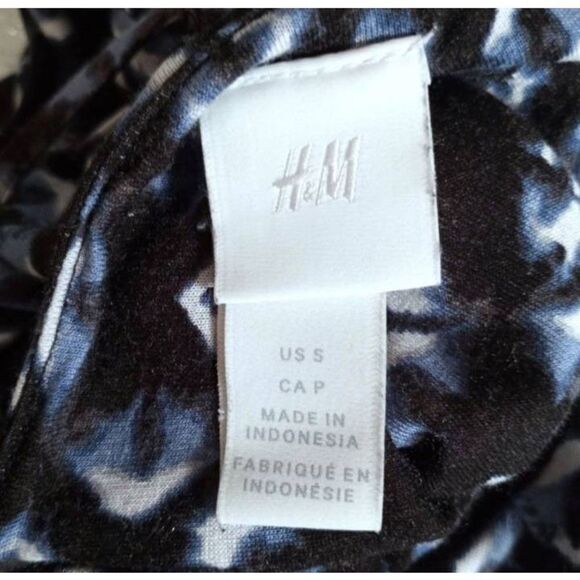 H&M
US S
CA P
MADE IN
INDONESIA
FABRIQUÉ EN
INDONÉSIE